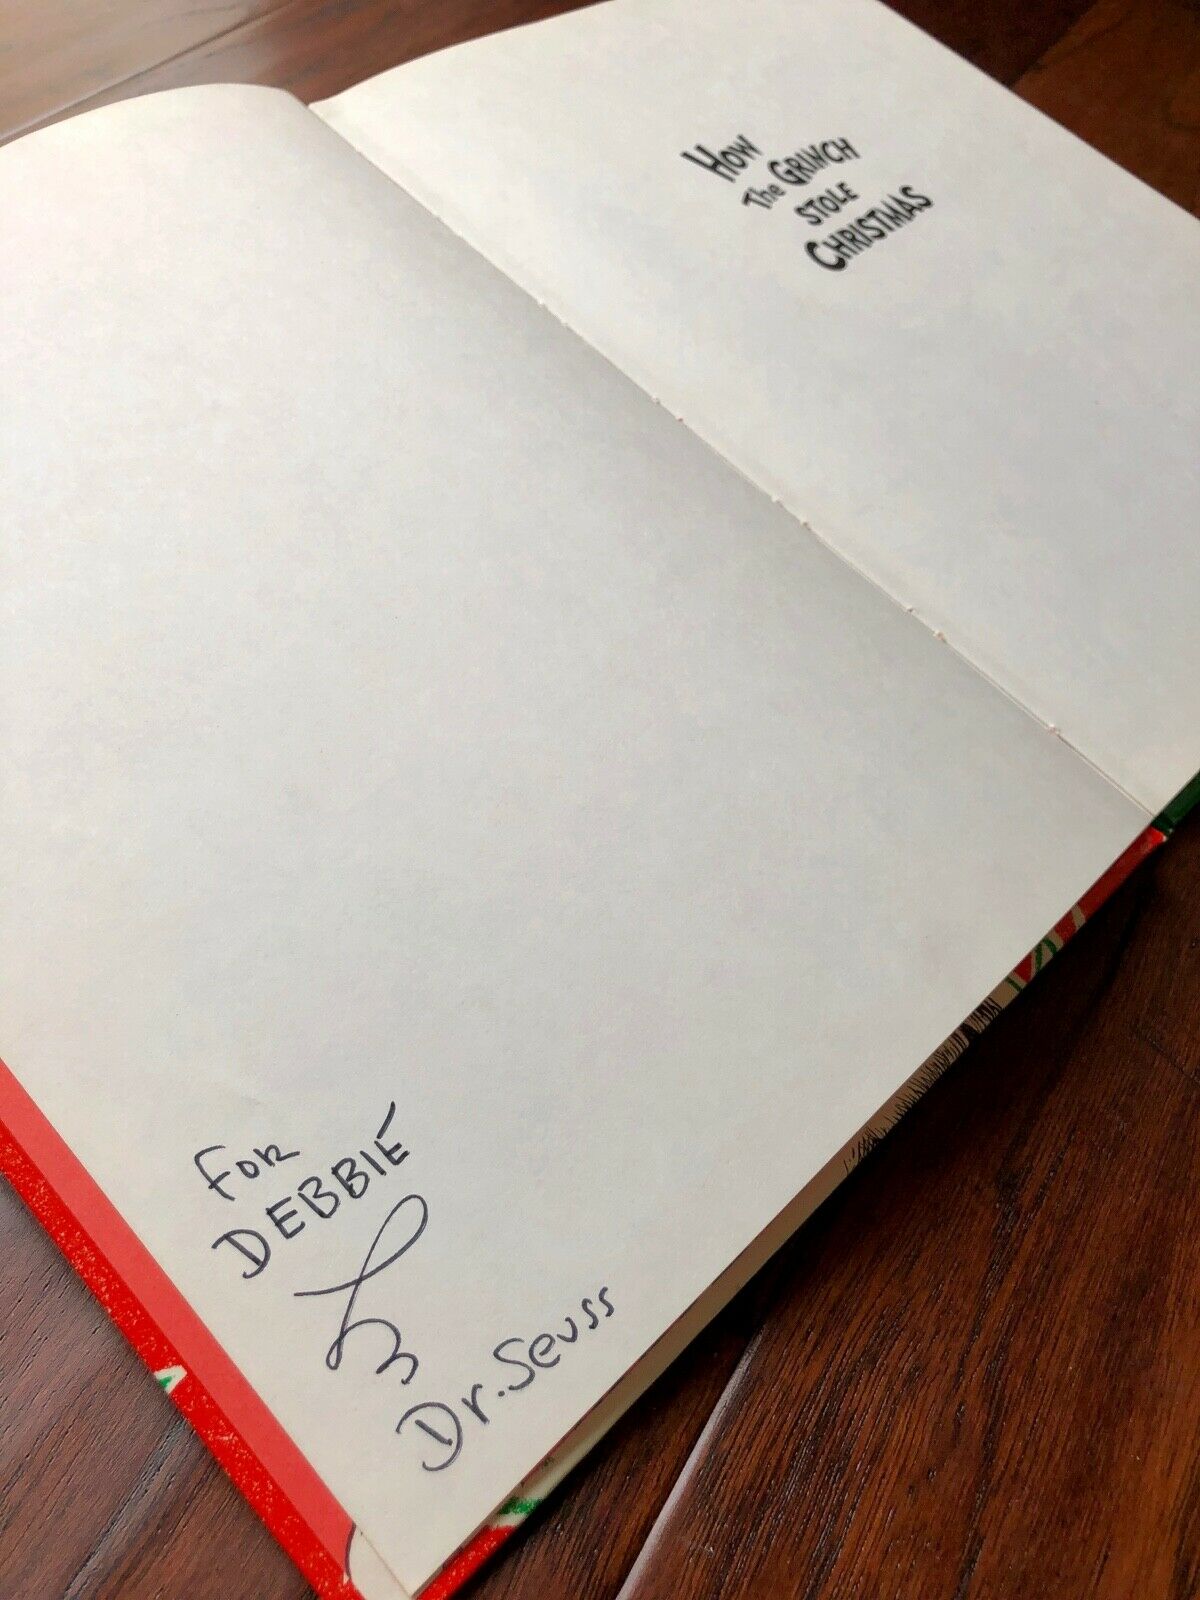 How
The GRINCH
STOLE
CHRISTMAS
FOR
DEBBIE
Dr. Seuss